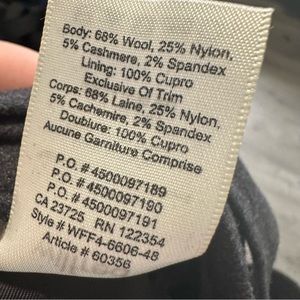 Body: 68% Wool, 25% Nylon,
5% Cashmere, 2% Spandex
Lining: 100% Cupro
Exclusive Of Trim
Corps: 68% Laine, 25% Nylon,
5% Cachemire, 2% Spandex
Doublure: 100% Cupro
Aucune Garniture Comprise
P.O. # 4500097189
P.O. # 4500097190
P.O. # 4500097191
CA 23725 RN 122354
Style # WFF4-6606-48
Article # 60356